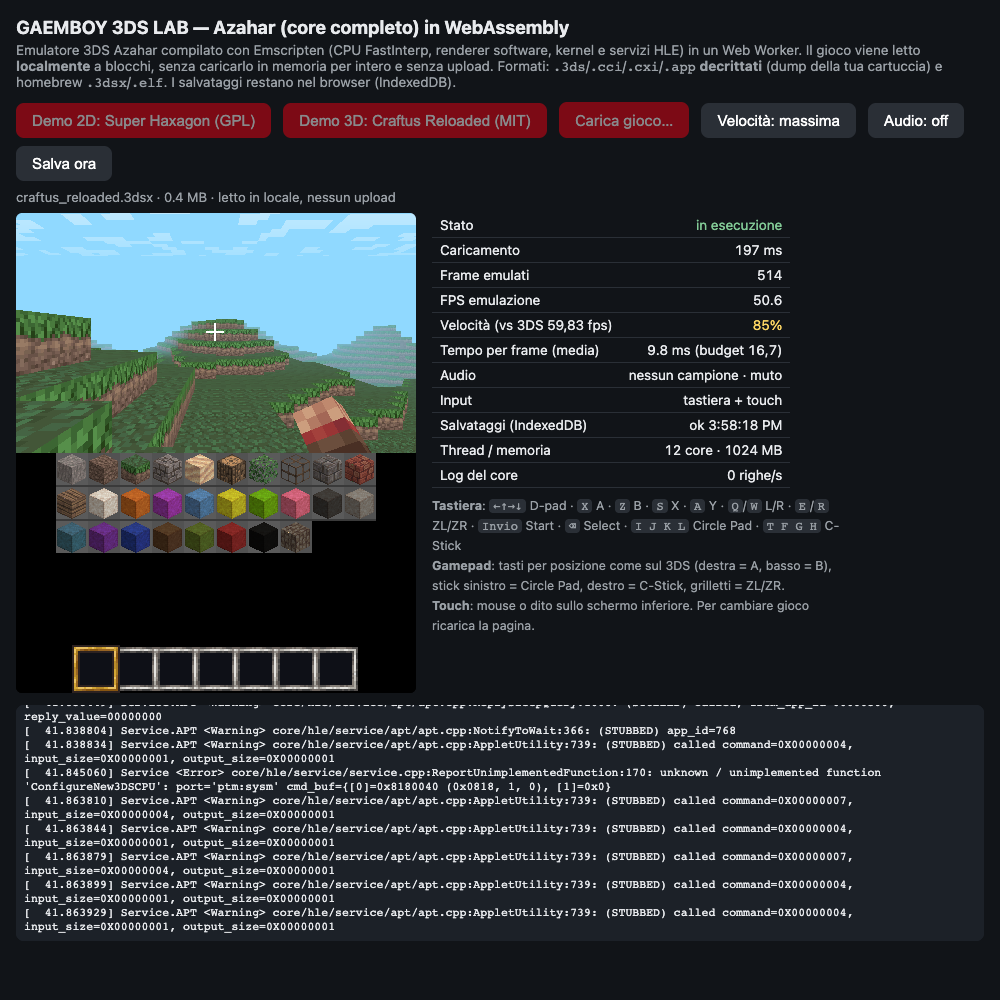 GAEMBOY 3DS LAB — Azahar (core completo) in WebAssembly
Emulatore 3DS Azahar compilato con Emscripten (CPU FastInterp, renderer software, kernel e servizi HLE) in un Web Worker. Il gioco viene letto
localmente a blocchi, senza caricarlo in memoria per intero e senza upload. Formati: .3ds/.cci/.cxi/.app decrittati (dump della tua cartuccia) e
homebrew .3dsx/.elf. I salvataggi restano nel browser (IndexedDB).
Demo 2D: Super Haxagon (GPL)
Demo 3D: Craftus Reloaded (MIT)
Carica gioco...
Velocità: massima
Audio: off
Salva ora
craftus_reloaded.3dsx · 0.4 MB · letto in locale, nessun upload
Stato in esecuzione
Caricamento 197 ms
Frame emulati 514
FPS emulazione 50.6
Velocità (vs 3DS 59,83 fps) 85%
Tempo per frame (media) 9.8 ms (budget 16,7)
Audio nessun campione · muto
Input tastiera + touch
Salvataggi (IndexedDB) ok 3:58:18 PM
Thread / memoria 12 core · 1024 MB
Log del core 0 righe/s
Tastiera: ←↑→↓ D-pad · X A · Z B · S X · A Y · Q/W L/R · E/R
ZL/ZR · Invio Start · ⌫ Select · I J K L Circle Pad · T F G H C-
Stick
Gamepad: tasti per posizione come sul 3DS (destra = A, basso = B),
stick sinistro = Circle Pad, destro = C-Stick, grilletti = ZL/ZR.
Touch: mouse o dito sullo schermo inferiore. Per cambiare gioco
ricarica la pagina.
reply_value=00000000
[ 41.838804] Service.APT <Warning> core/hle/service/apt/apt.cpp:NotifyToWait:366: (STUBBED) app_id=768
[ 41.838834] Service.APT <Warning> core/hle/service/apt/apt.cpp:AppletUtility:739: (STUBBED) called command=0X00000004,
input_size=0X00000001, output_size=0X00000001
[ 41.845060] Service <Error> core/hle/service/service.cpp:ReportUnimplementedFunction:170: unknown / unimplemented function
'ConfigureNew3DSCPU': port='ptm:sysm' cmd_buf={[0]=0x8180040 (0x0818, 1, 0), [1]=0x0}
[ 41.863810] Service.APT <Warning> core/hle/service/apt/apt.cpp:AppletUtility:739: (STUBBED) called command=0X00000007,
input_size=0X00000004, output_size=0X00000001
[ 41.863844] Service.APT <Warning> core/hle/service/apt/apt.cpp:AppletUtility:739: (STUBBED) called command=0X00000004,
input_size=0X00000001, output_size=0X00000001
[ 41.863879] Service.APT <Warning> core/hle/service/apt/apt.cpp:AppletUtility:739: (STUBBED) called command=0X00000007,
input_size=0X00000004, output_size=0X00000001
[ 41.863899] Service.APT <Warning> core/hle/service/apt/apt.cpp:AppletUtility:739: (STUBBED) called command=0X00000004,
input_size=0X00000001, output_size=0X00000001
[ 41.863929] Service.APT <Warning> core/hle/service/apt/apt.cpp:AppletUtility:739: (STUBBED) called command=0X00000004,
input_size=0X00000001, output_size=0X00000001